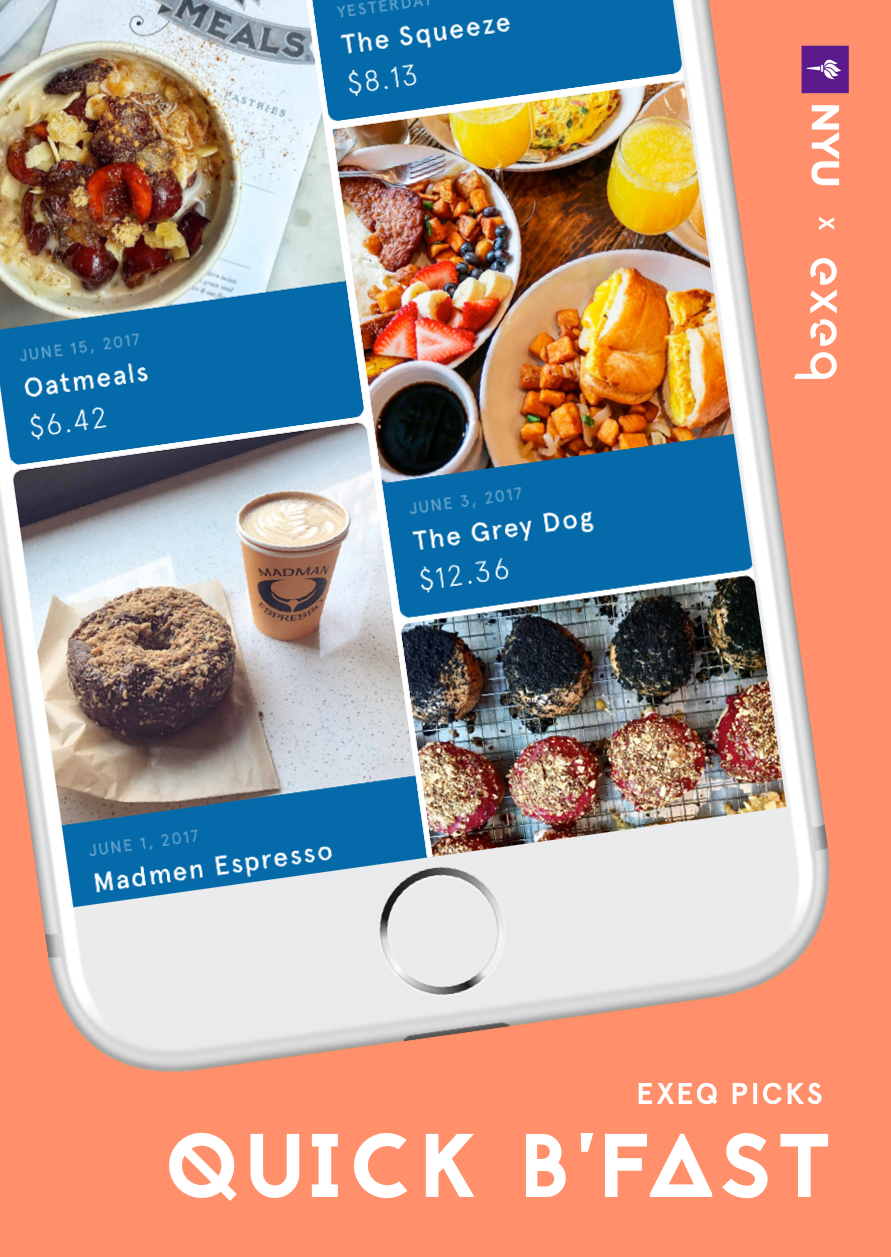 MEALS
PASTRIES
YESTERDAY
The Squeeze
$8.13
NYU x exeq
JUNE 15, 2017
Oatmeals
$6.42
JUNE 3, 2017
The Grey Dog
$12.36
MADMAN
ESPRESSO
JUNE 1, 2017
Madmen Espresso
EXEQ PICKS
QUICK B'FAST